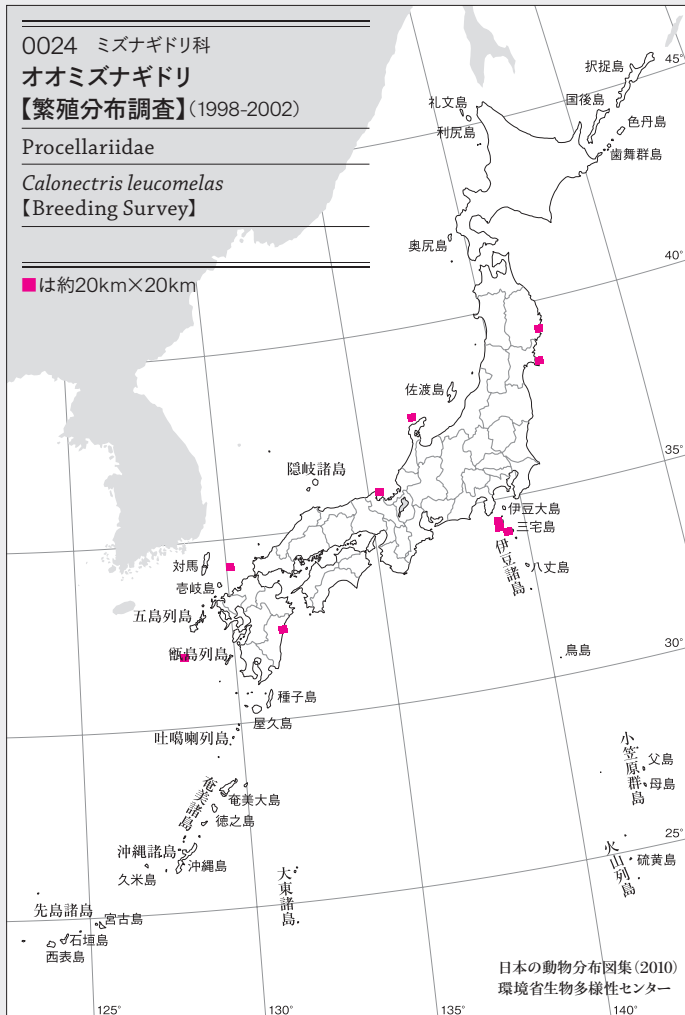 0024 ミズナギドリ科
オオミズナギドリ
【繁殖分布調査】(1998-2002)
Procellariidae
Calonectris leucomelas
【Breeding Survey】
■は約20km×20km
45°
択捉島
国後島
礼文島
色丹島
利尻島
歯舞群島
奥尻島
40°
佐渡島
35°
隠岐諸島
伊豆大島
三宅島
伊豆諸島
八丈島
対馬
壱岐島
五島列島
甑島列島
鳥島
30°
種子島
屋久島
吐噶喇列島
小笠原群島
父島
母島
奄美諸島
奄美大島
徳之島
25°
沖縄諸島
沖縄島
久米島
火山列島
硫黄島
大東諸島
先島諸島
宮古島
石垣島
西表島
日本の動物分布図集(2010)
環境省生物多様性センター
125°
130°
135°
140°